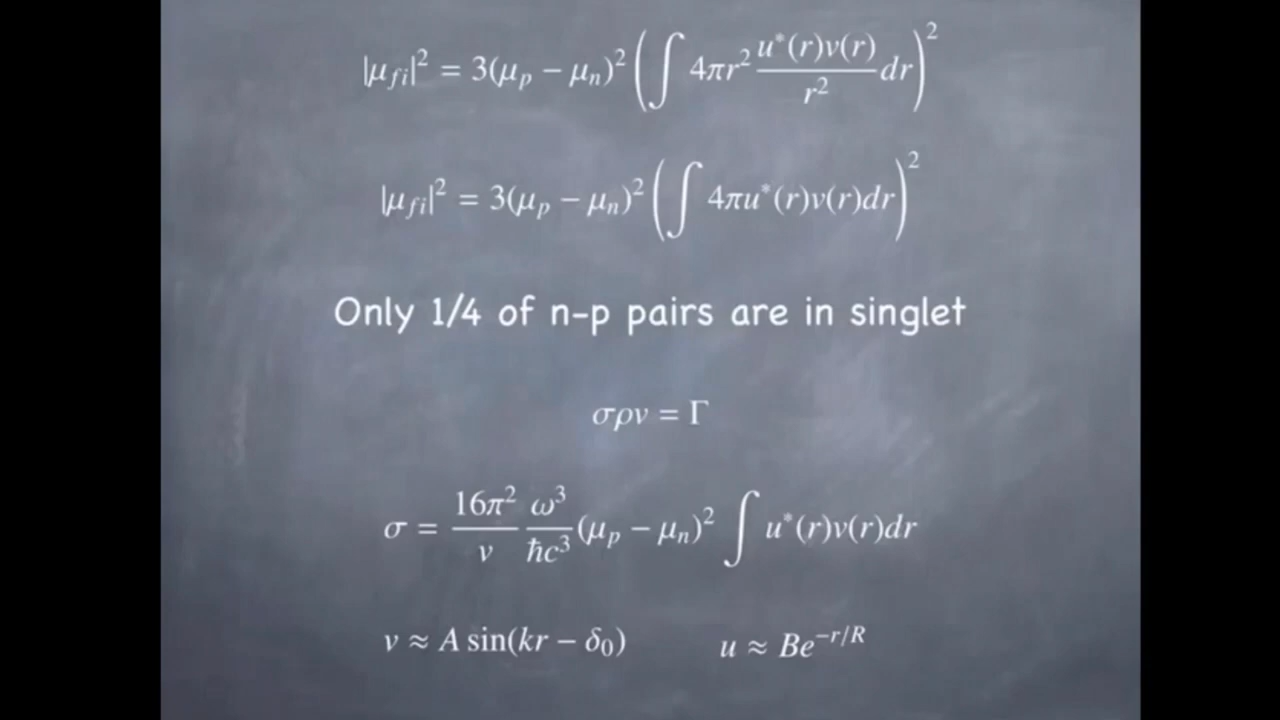 |μ_fi|² = 3(μ_p − μ_n)² (∫ 4πr² u*(r)v(r)/r² dr)²
|μ_fi|² = 3(μ_p − μ_n)² (∫ 4πu*(r)v(r)dr)²
Only 1/4 of n-p pairs are in singlet
σρv = Γ
σ = 16π²/v ω³/ħc³ (μ_p − μ_n)² ∫ u*(r)v(r)dr
v ≈ A sin(kr − δ₀) u ≈ Be^(−r/R)